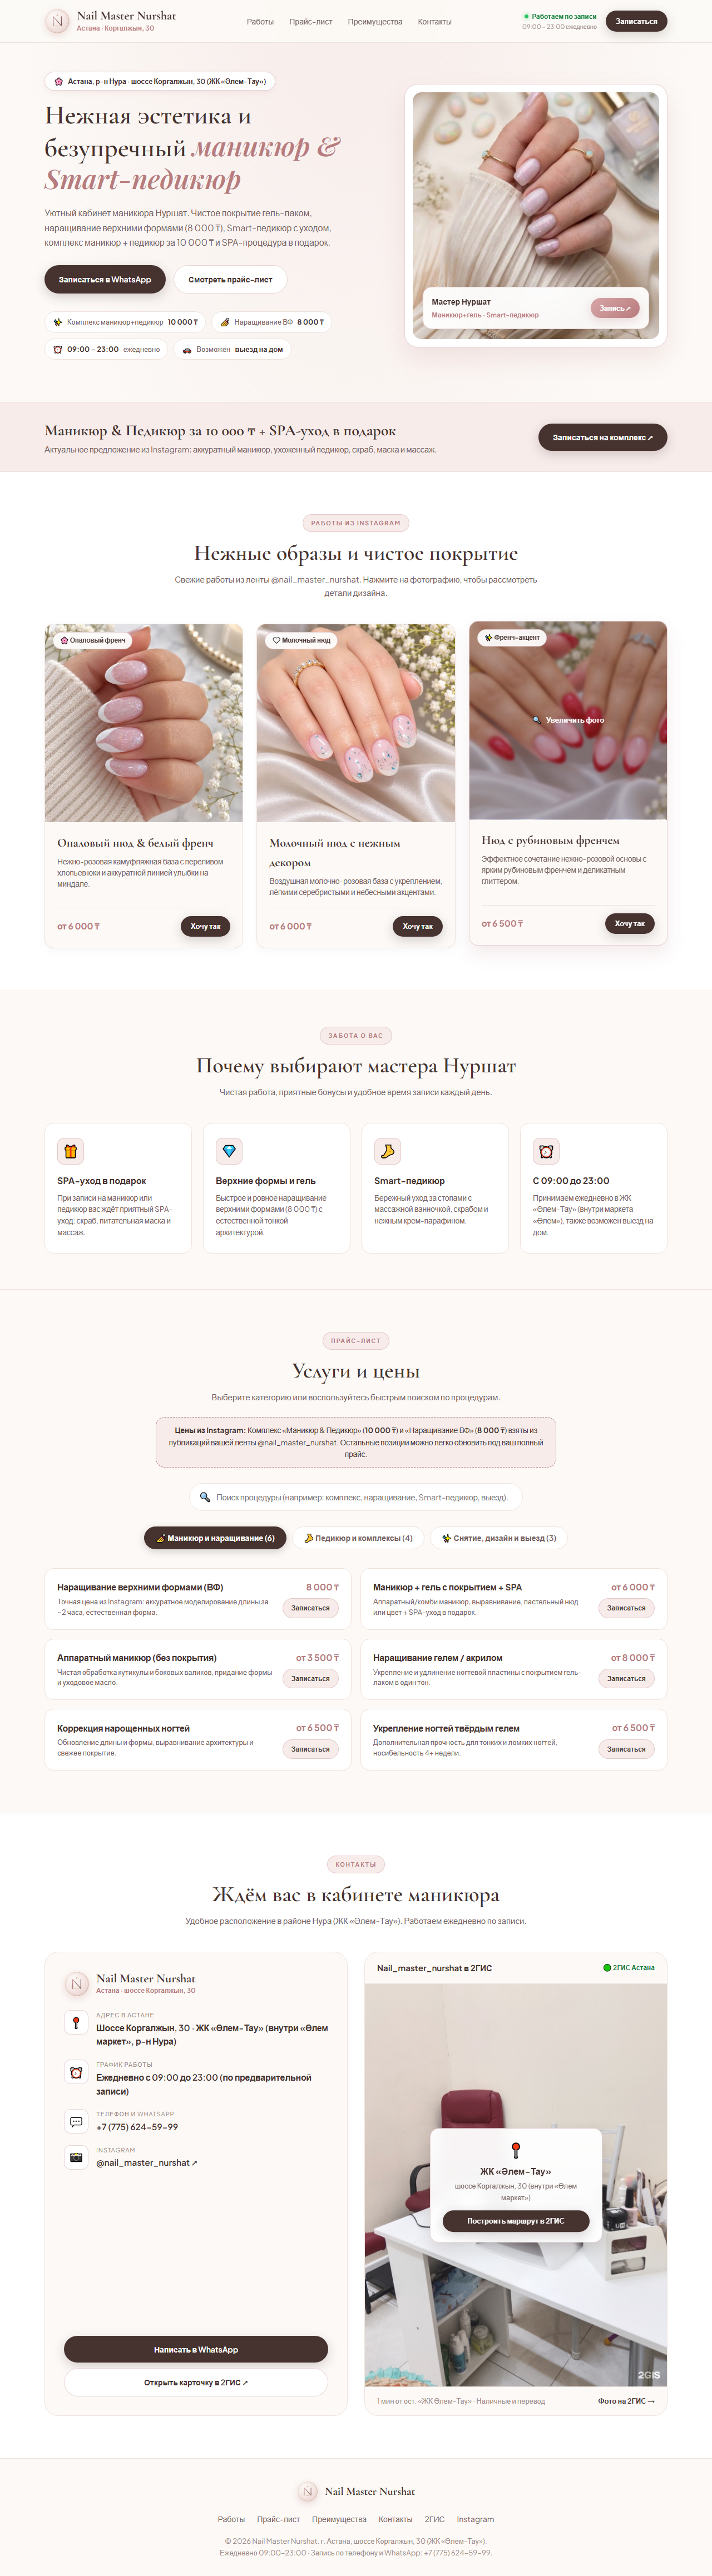 Nail Master Nurshat
Астана · Коргалжын, 30
Работы Прайс-лист Преимущества Контакты
Работаем по записи
09:00 – 23:00 ежедневно
Записаться
Астана, р-н Нура · шоссе Коргалжын, 30 (ЖК «Әлем-Тау»)
Нежная эстетика и
безупречный маникюр &
Smart-педикюр
Уютный кабинет маникюра Нуршат. Чистое покрытие гель-лаком,
наращивание верхними формами (8 000 ₸), Smart-педикюр с уходом,
комплекс маникюр + педикюр за 10 000 ₸ и SPA-процедура в подарок.
Записаться в WhatsApp
Смотреть прайс-лист
Комплекс маникюр+педикюр 10 000 ₸
Наращивание ВФ 8 000 ₸
09:00 – 23:00 ежедневно
Возможен выезд на дом
Мастер Нуршат
Маникюр+гель · Smart-педикюр
Запись ↗
Маникюр & Педикюр за 10 000 ₸ + SPA-уход в подарок
Актуальное предложение из Instagram: аккуратный маникюр, ухоженный педикюр, скраб, маска и массаж.
Записаться на комплекс ↗
РАБОТЫ ИЗ INSTAGRAM
Нежные образы и чистое покрытие
Свежие работы из ленты @nail_master_nurshat. Нажмите на фотографию, чтобы рассмотреть
детали дизайна.
Опаловый френч
Опаловый нюд & белый френч
Нежно-розовая камуфляжная база с переливом
хлопьев юки и аккуратной линией улыбки на
миндале.
от 6 000 ₸
Хочу так
Молочный нюд
Молочный нюд с нежным
декором
Воздушная молочно-розовая база с укреплением,
лёгкими серебристыми и небесными акцентами.
от 6 000 ₸
Хочу так
Френч-акцент
Увеличить фото
Нюд с рубиновым френчем
Эффектное сочетание нежно-розовой основы с
ярким рубиновым френчем и деликатным
глиттером.
от 6 500 ₸
Хочу так
ЗАБОТА О ВАС
Почему выбирают мастера Нуршат
Чистая работа, приятные бонусы и удобное время записи каждый день.
SPA-уход в подарок
При записи на маникюр или
педикюр вас ждёт приятный SPA-
уход: скраб, питательная маска и
массаж.
Верхние формы и гель
Быстрое и ровное наращивание
верхними формами (8 000 ₸) с
естественной тонкой
архитектурой.
Smart-педикюр
Бережный уход за стопами с
массажной ванночкой, скрабом и
нежным крем-парафином.
С 09:00 до 23:00
Принимаем ежедневно в ЖК
«Әлем-Тау» (внутри маркета
«Әлем»), также возможен выезд на
дом.
ПРАЙС-ЛИСТ
Услуги и цены
Выберите категорию или воспользуйтесь быстрым поиском по процедурам.
Цены из Instagram: Комплекс «Маникюр & Педикюр» (10 000 ₸) и «Наращивание ВФ» (8 000 ₸) взяты из
публикаций вашей ленты @nail_master_nurshat. Остальные позиции можно легко обновить под ваш полный
прайс.
Поиск процедуры (например: комплекс, наращивание, Smart-педикюр, выезд).
Маникюр и наращивание (6)
Педикюр и комплексы (4)
Снятие, дизайн и выезд (3)
Наращивание верхними формами (ВФ)
8 000 ₸
Точная цена из Instagram: аккуратное моделирование длины за
~2 часа, естественная форма.
Записаться
Маникюр + гель с покрытием + SPA
от 6 000 ₸
Аппаратный/комби маникюр, выравнивание, пастельный нюд
или цвет + SPA-уход в подарок.
Записаться
Аппаратный маникюр (без покрытия)
от 3 500 ₸
Чистая обработка кутикулы и боковых валиков, придание формы
и уходовое масло.
Записаться
Наращивание гелем / акрилом
от 8 000 ₸
Укрепление и удлинение ногтевой пластины с покрытием гель-
лаком в один тон.
Записаться
Коррекция нарощенных ногтей
от 6 500 ₸
Обновление длины и формы, выравнивание архитектуры и
свежее покрытие.
Записаться
Укрепление ногтей твёрдым гелем
от 6 500 ₸
Дополнительная прочность для тонких и ломких ногтей,
носибельность 4+ недели.
Записаться
КОНТАКТЫ
Ждём вас в кабинете маникюра
Удобное расположение в районе Нура (ЖК «Әлем-Тау»). Работаем ежедневно по записи.
Nail Master Nurshat
Астана · шоссе Коргалжын, 30
АДРЕС В АСТАНЕ
Шоссе Коргалжын, 30 · ЖК «Әлем-Тау» (внутри «Әлем
маркет», р-н Нура)
ГРАФИК РАБОТЫ
Ежедневно с 09:00 до 23:00 (по предварительной
записи)
ТЕЛЕФОН И WHATSAPP
+7 (775) 624-59-99
INSTAGRAM
@nail_master_nurshat ↗
Написать в WhatsApp
Открыть карточку в 2ГИС ↗
Nail_master_nurshat в 2ГИС
2ГИС Астана
ЖК «Әлем-Тау»
шоссе Коргалжын, 30 (внутри «Әлем
маркет»)
Построить маршрут в 2ГИС
2GIS
1 мин от ост. «ЖК Әлем-Тау» · Наличные и перевод
Фото на 2ГИС →
Nail Master Nurshat
Работы Прайс-лист Преимущества Контакты 2ГИС Instagram
© 2026 Nail Master Nurshat. г. Астана, шоссе Коргалжын, 30 (ЖК «Әлем-Тау»).
Ежедневно 09:00–23:00 · Запись по телефону и WhatsApp: +7 (775) 624-59-99.